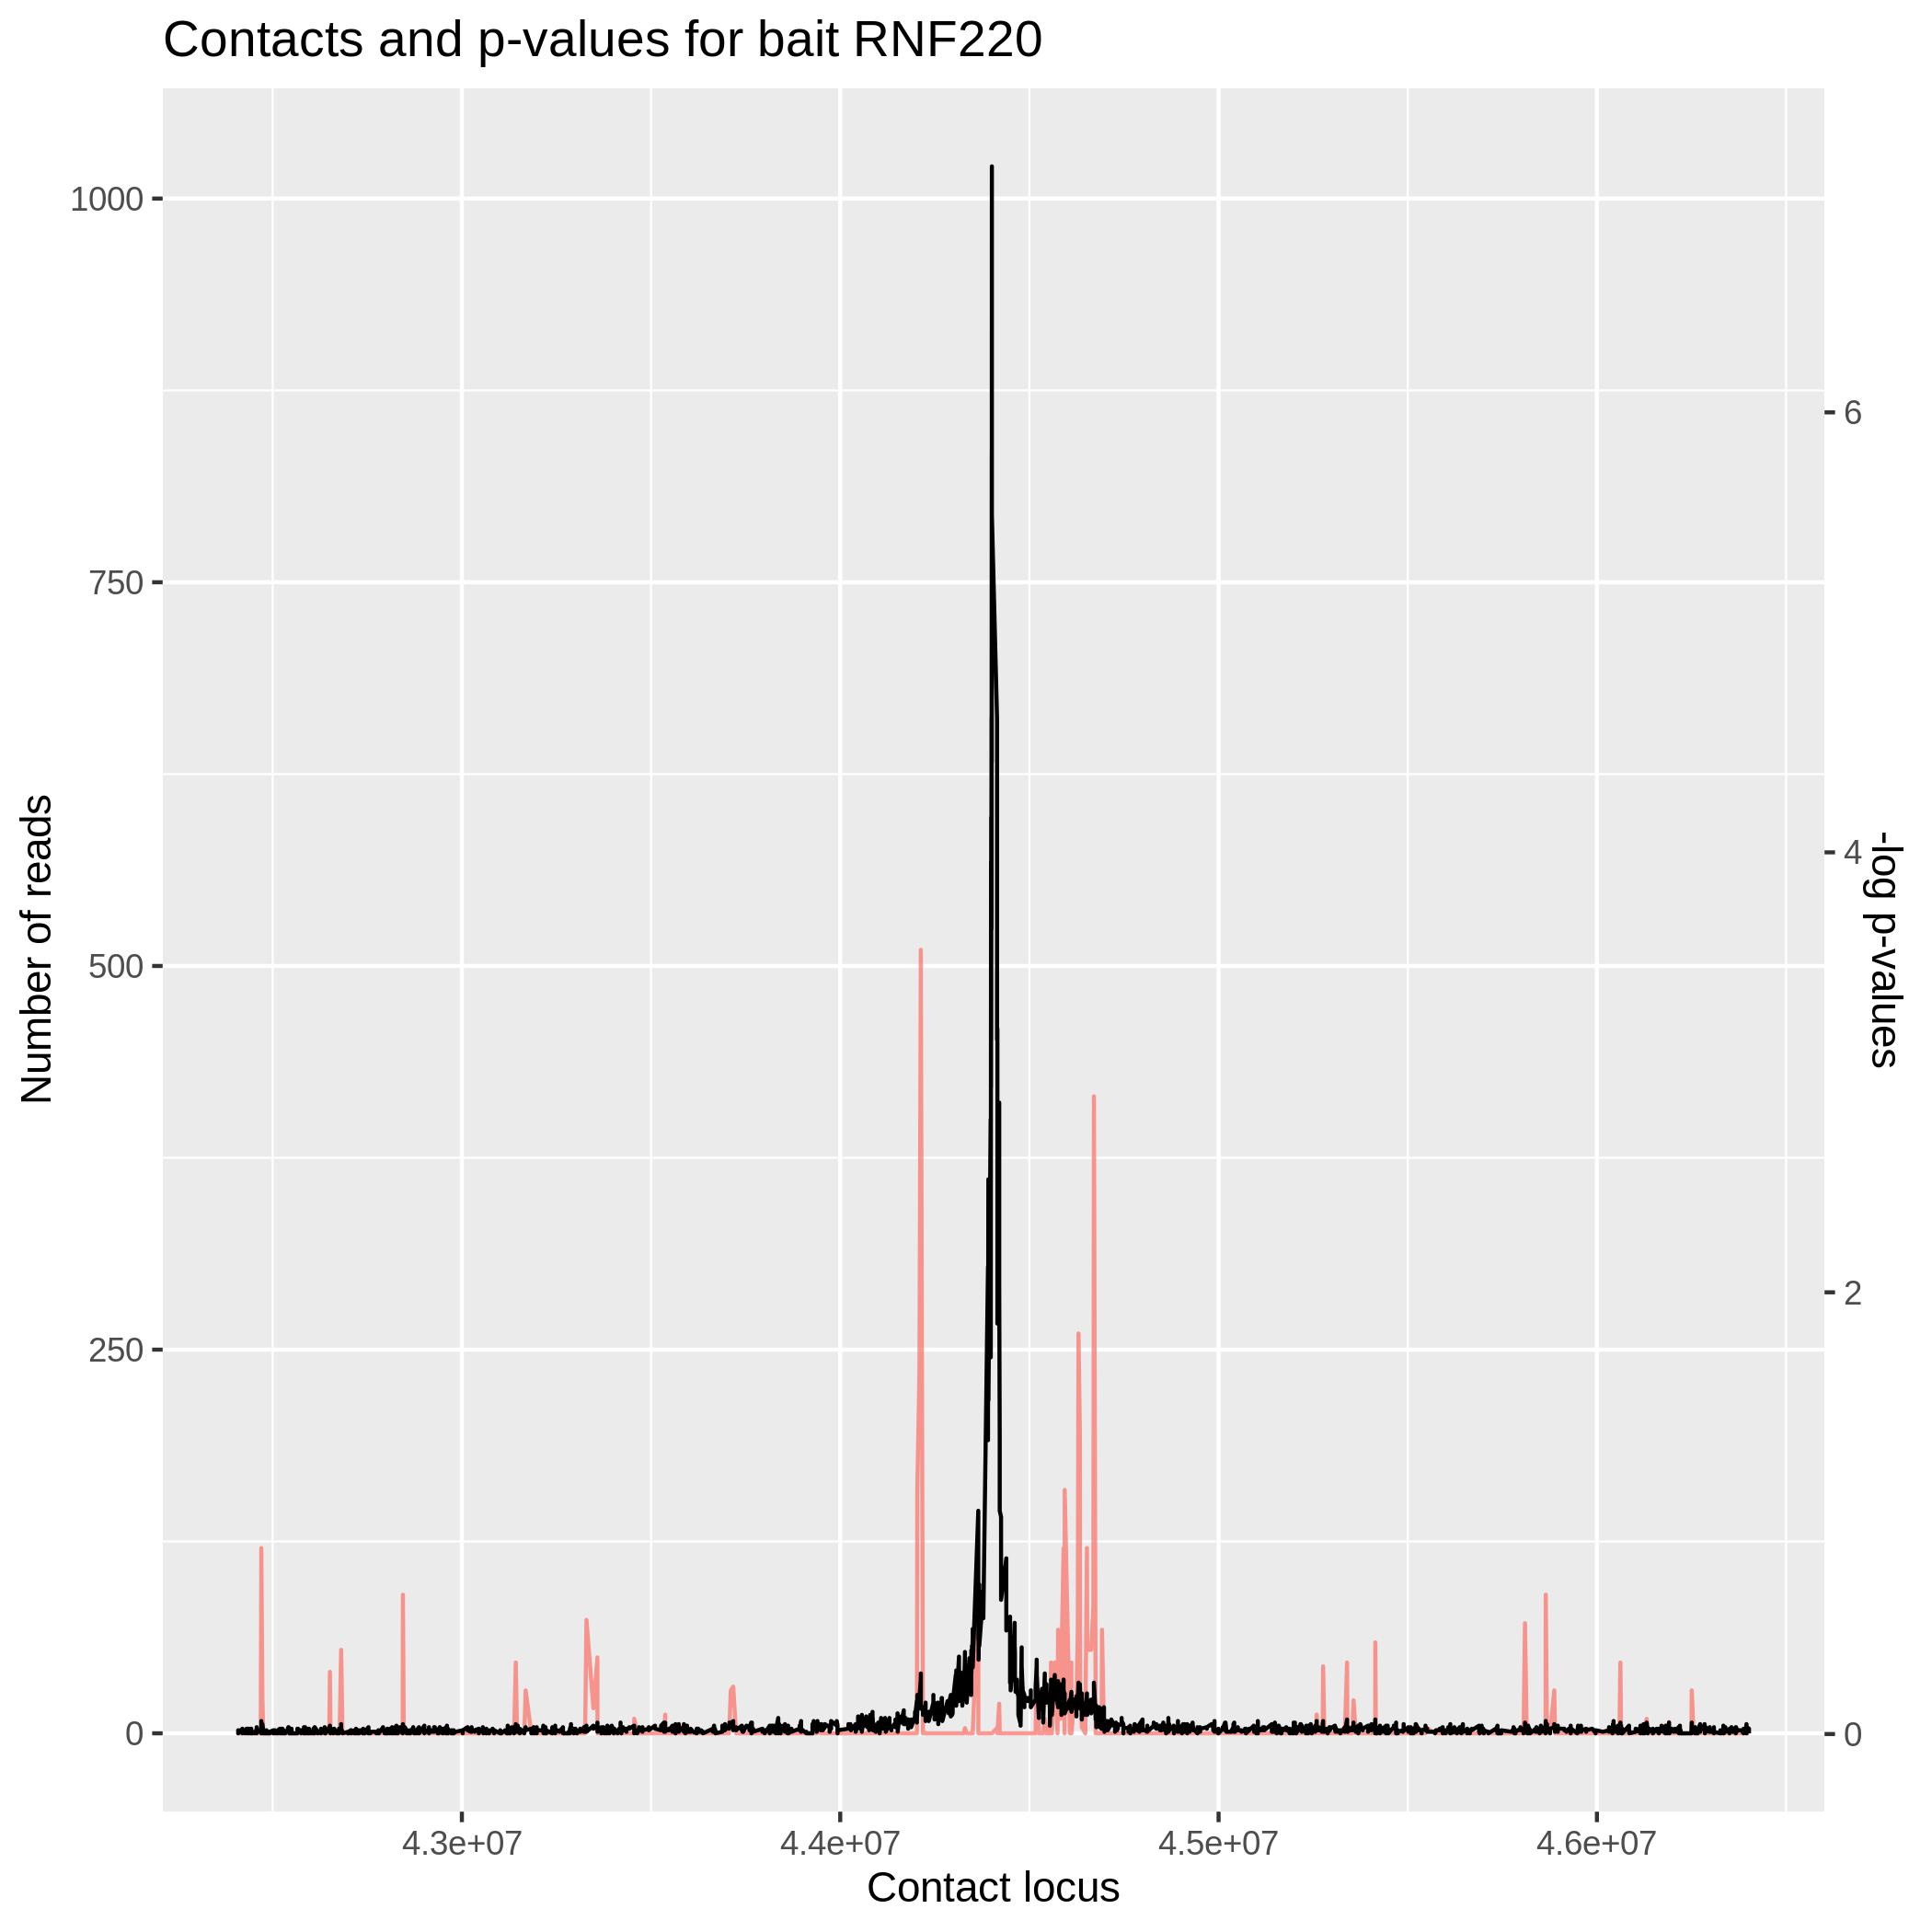 Contacts and p-values for bait RNF220
1000
750
500
250
0
Number of reads
6
4
2
0
-log p-values
4.3e+07
4.4e+07
4.5e+07
4.6e+07
Contact locus